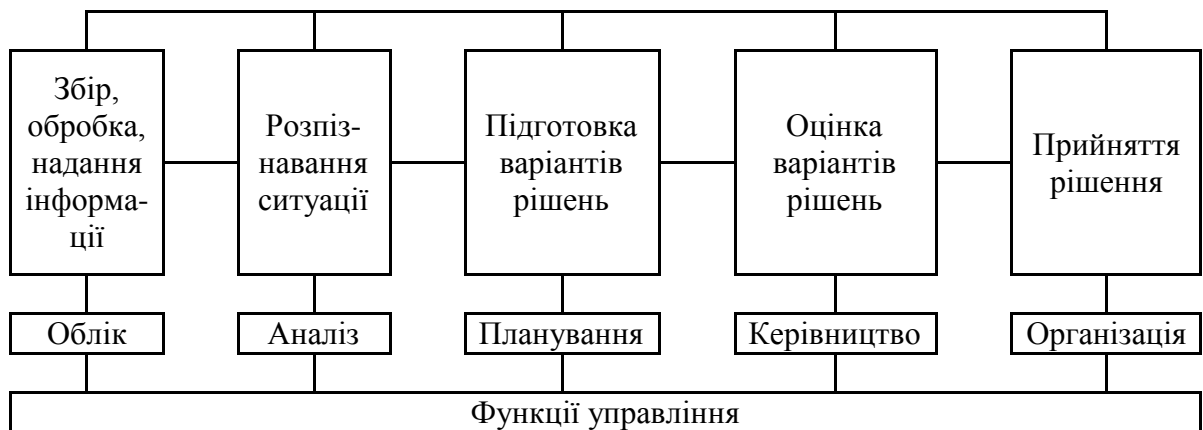 Збір,
обробка,
надання
інформа-
ції
Розпіз-
навання
ситуації
Підготовка
варіантів
рішень
Оцінка
варіантів
рішень
Прийняття
рішення
Облік
Аналіз
Планування
Керівництво
Організація
Функції управління